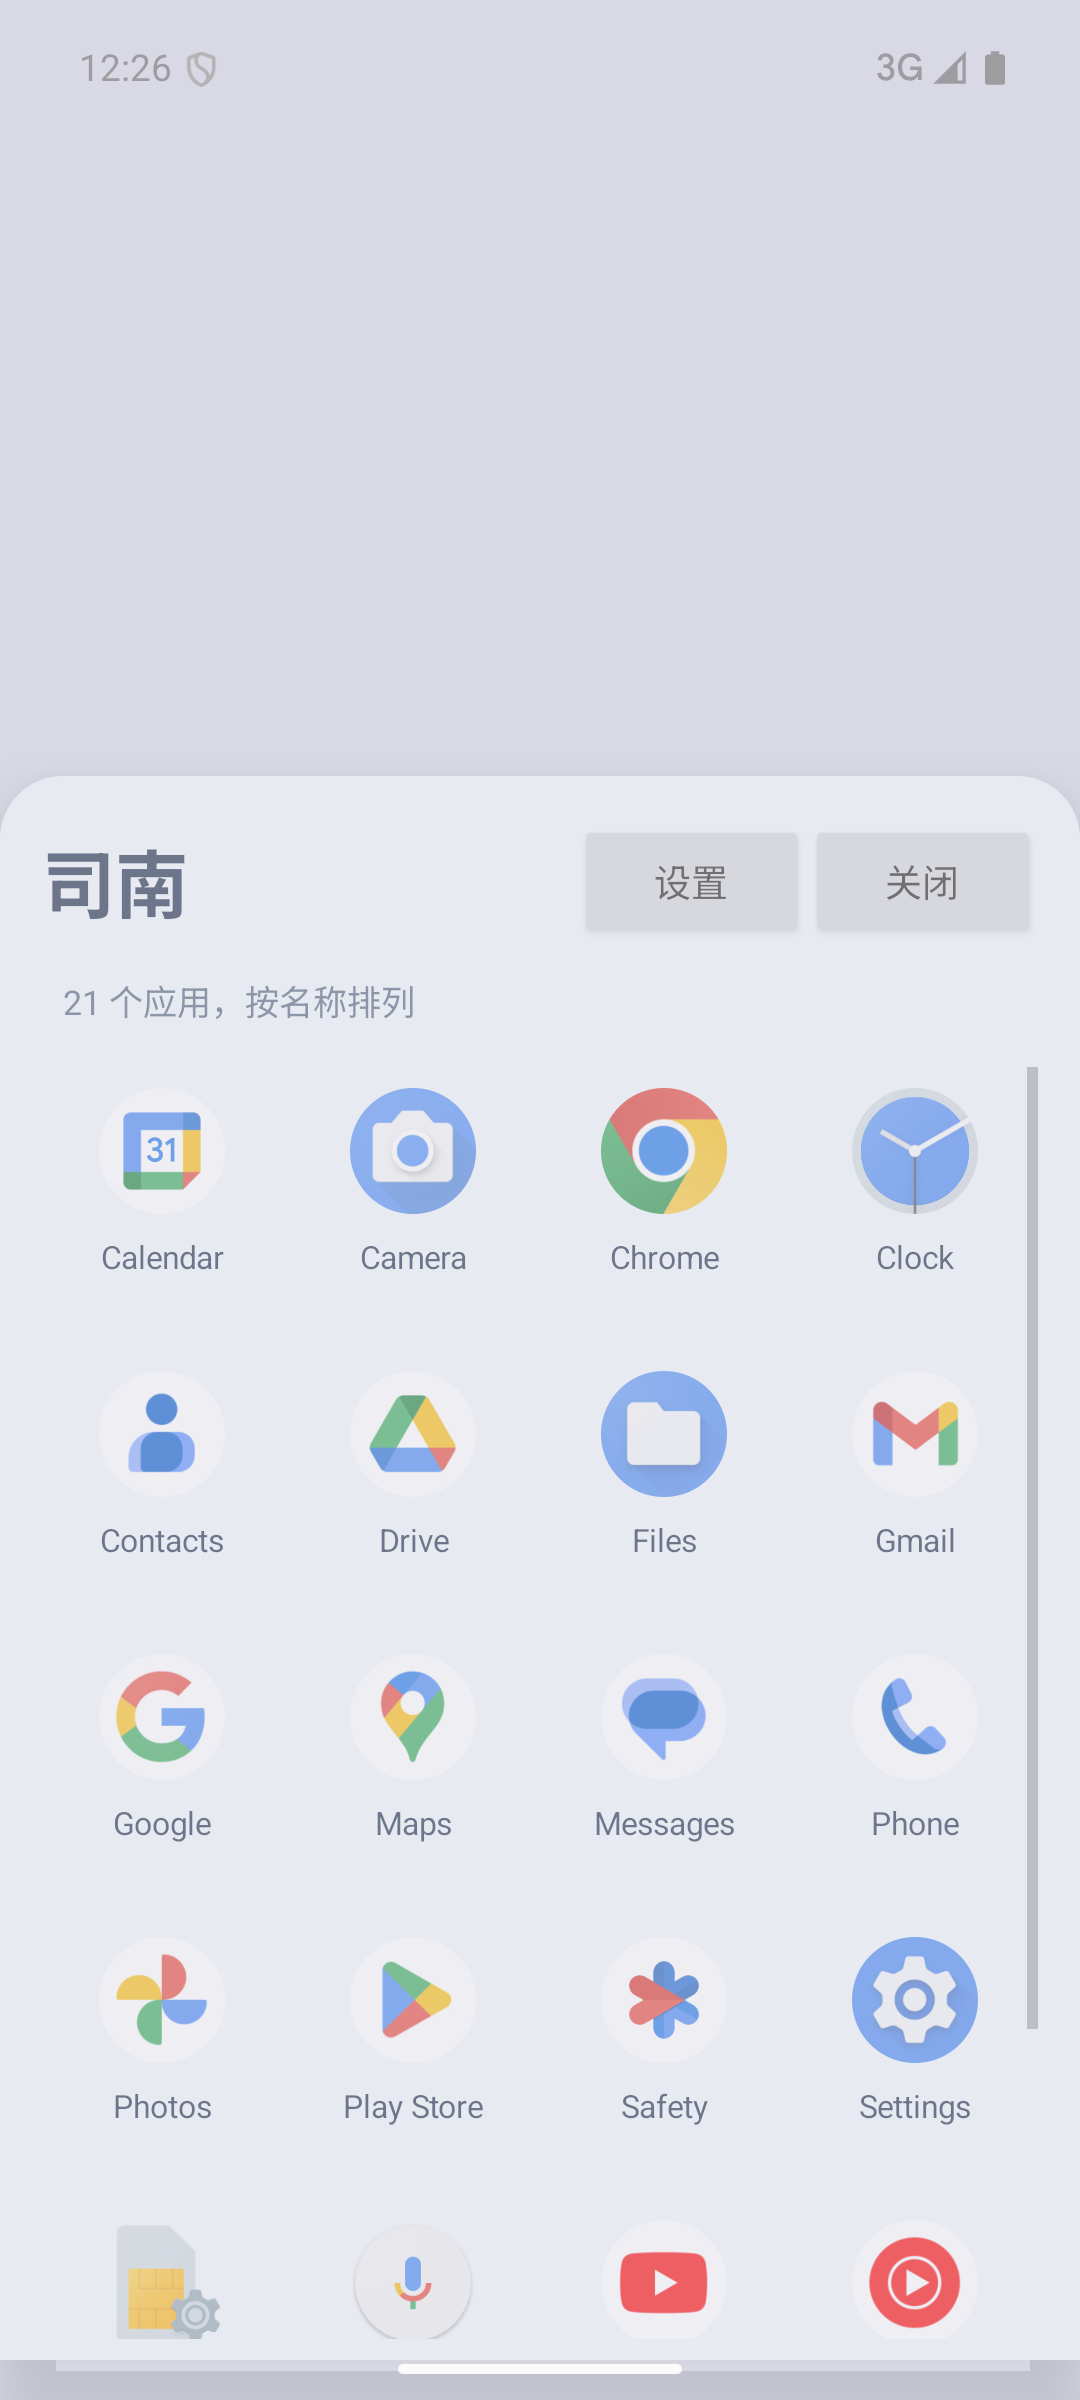 12:26
3G
司南
设置
关闭
21 个应用，按名称排列
31
Calendar
Camera
Chrome
Clock
Contacts
Drive
Files
Gmail
Google
Maps
Messages
Phone
Photos
Play Store
Safety
Settings